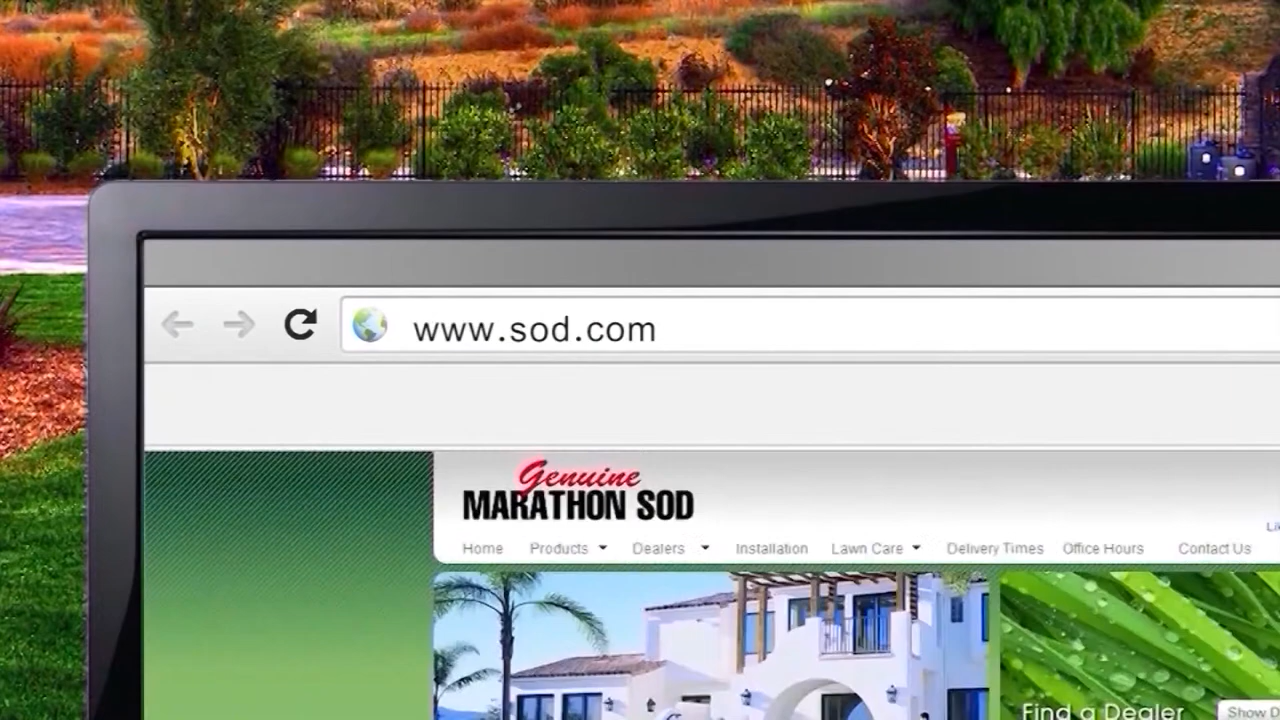 www.sod.com
Genuine
MARATHON SOD
Home Products Dealers Installation Lawn Care Delivery Times Office Hours Contact Us
Find a Dealer
Show